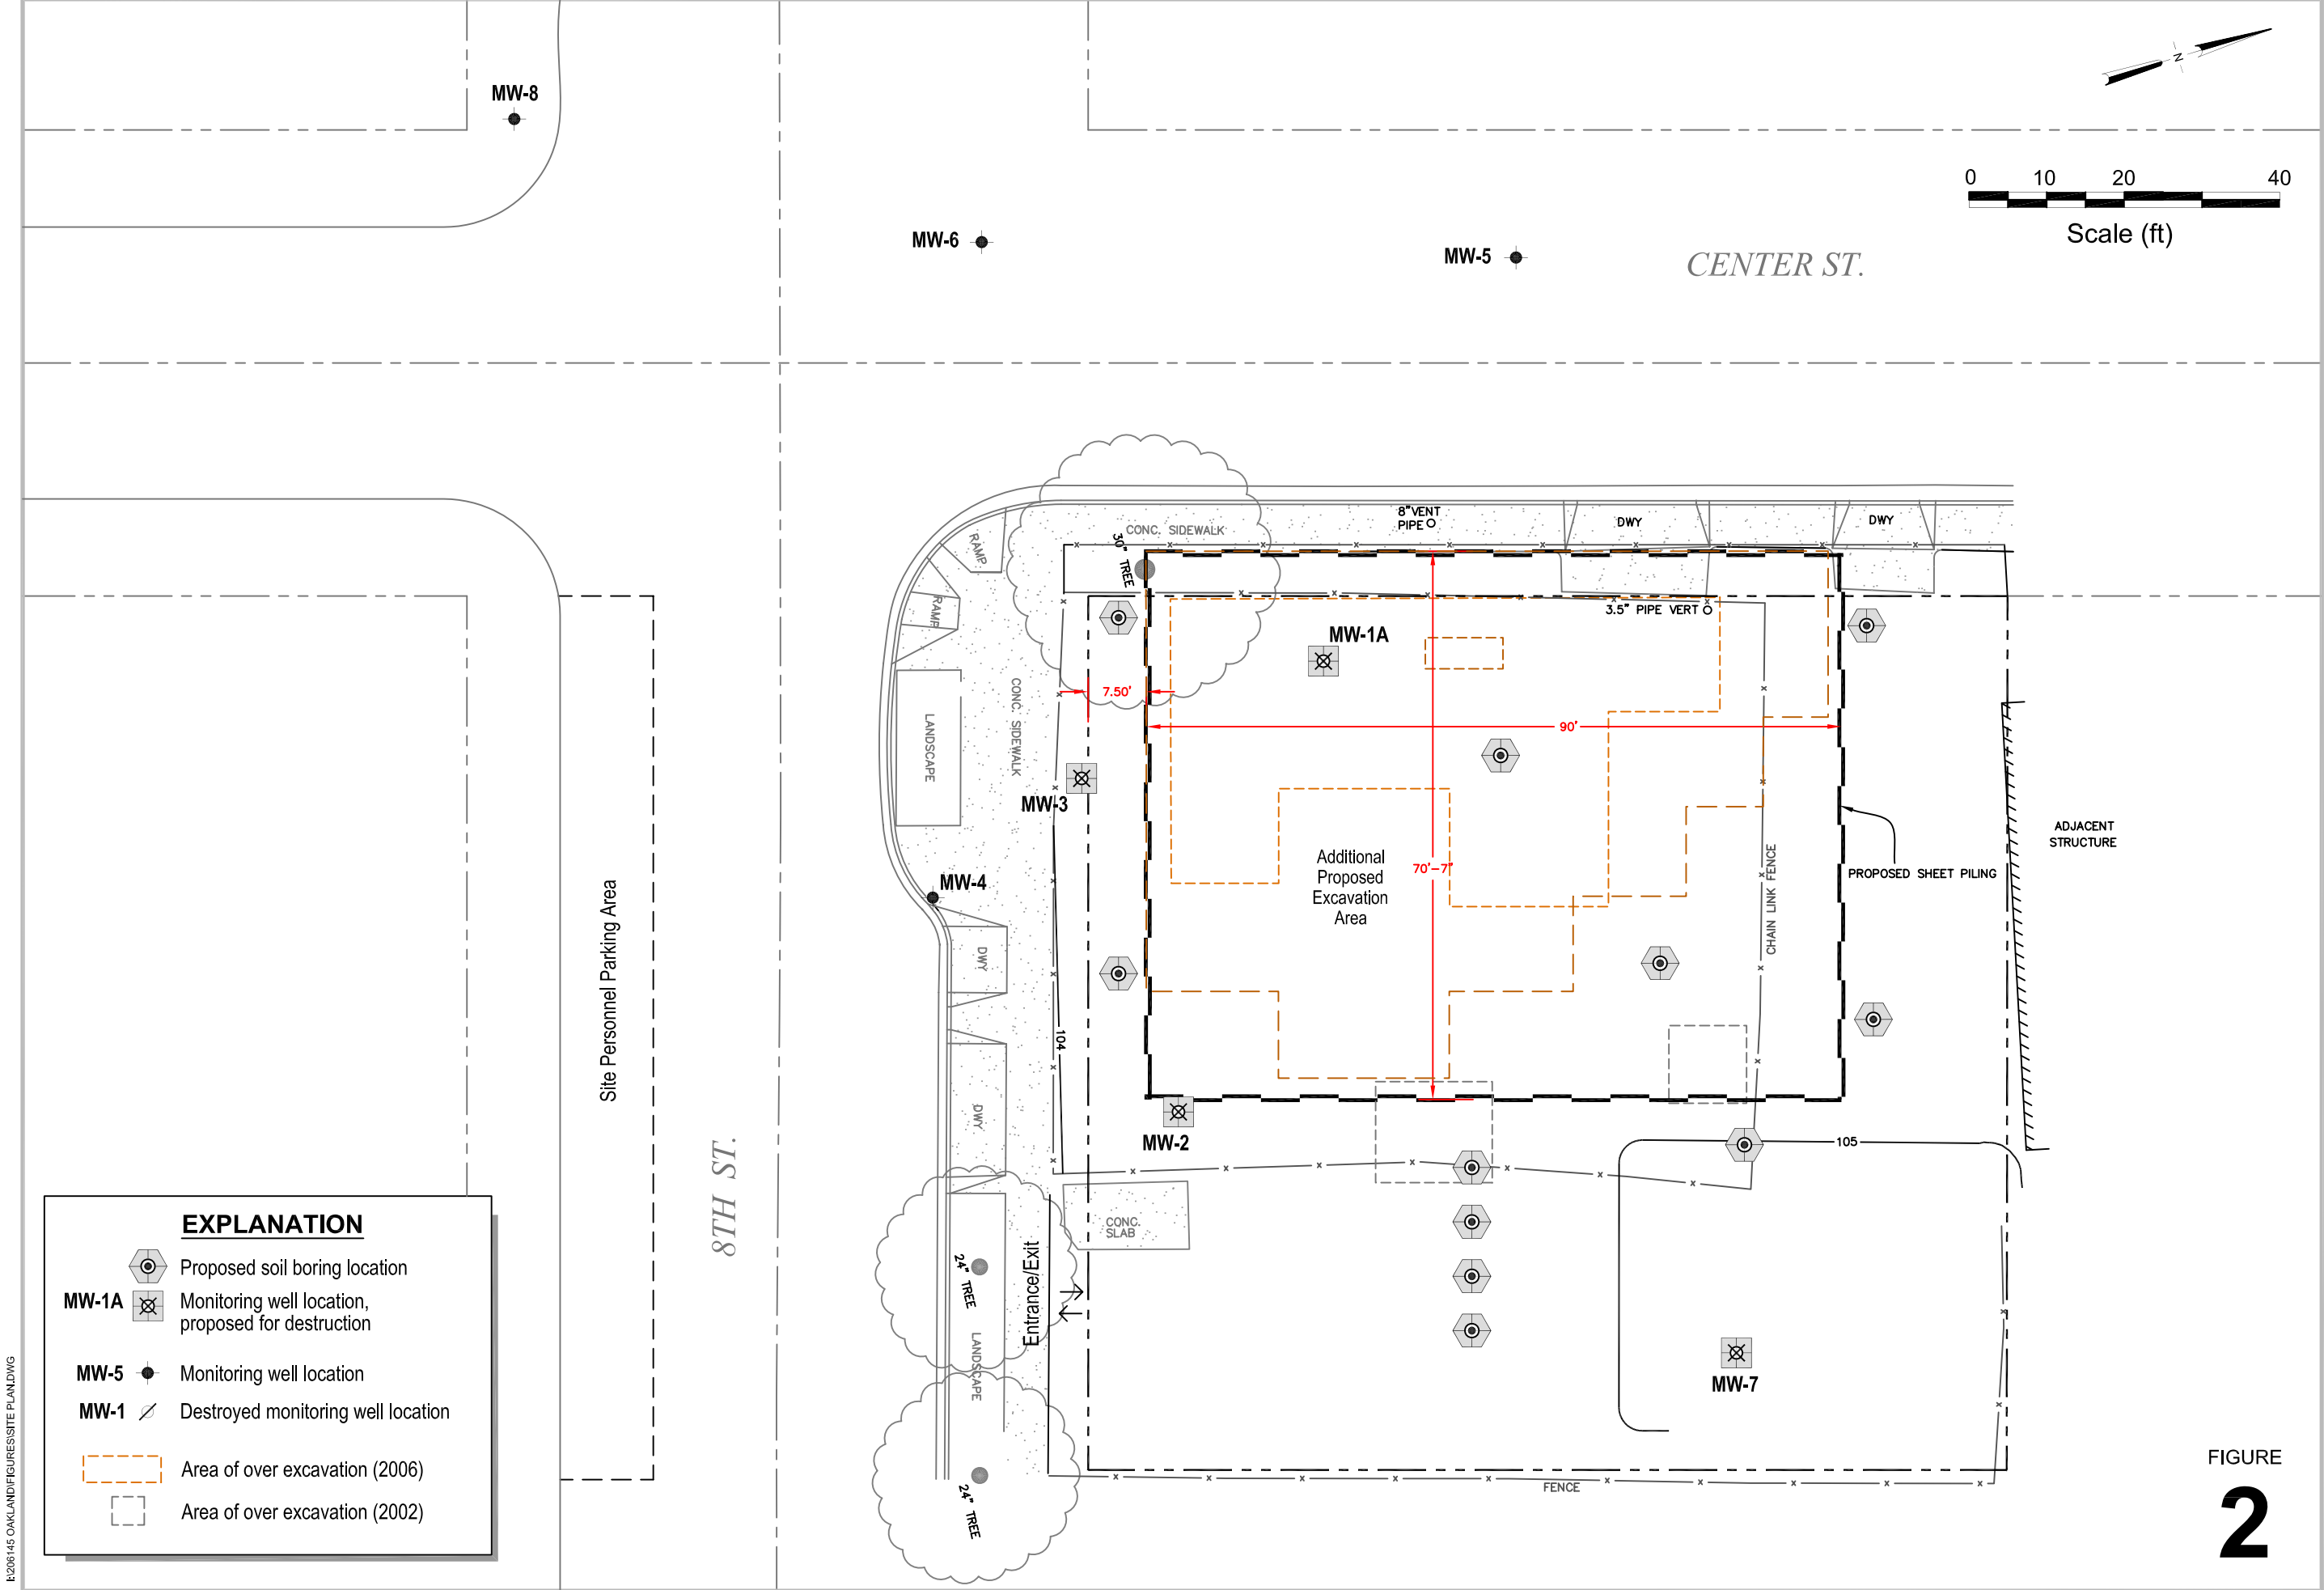 MW-8
N
0 10 20 40
Scale (ft)
MW-6
MW-5
CENTER ST.
8" VENT
PIPE
DWY
DWY
CONC. SIDEWALK
30" TREE
RAMP
RAMP
3.5" PIPE VERT
MW-1A
7.50'
90'
LANDSCAPE
CONC. SIDEWALK
MW-3
ADJACENT
STRUCTURE
Additional
Proposed
Excavation
Area
70'-7"
CHAIN LINK FENCE
PROPOSED SHEET PILING
MW-4
Site Personnel Parking Area
DWY
104
DWY
MW-2
105
8TH ST.
CONC.
SLAB
24" TREE
Entrance/Exit
LANDSCAPE
MW-7
24" TREE
FENCE
EXPLANATION
Proposed soil boring location
MW-1A Monitoring well location,
proposed for destruction
MW-5 Monitoring well location
MW-1 Destroyed monitoring well location
Area of over excavation (2006)
Area of over excavation (2002)
FIGURE
2
I:\206145 OAKLAND\FIGURES\SITE PLAN.DWG